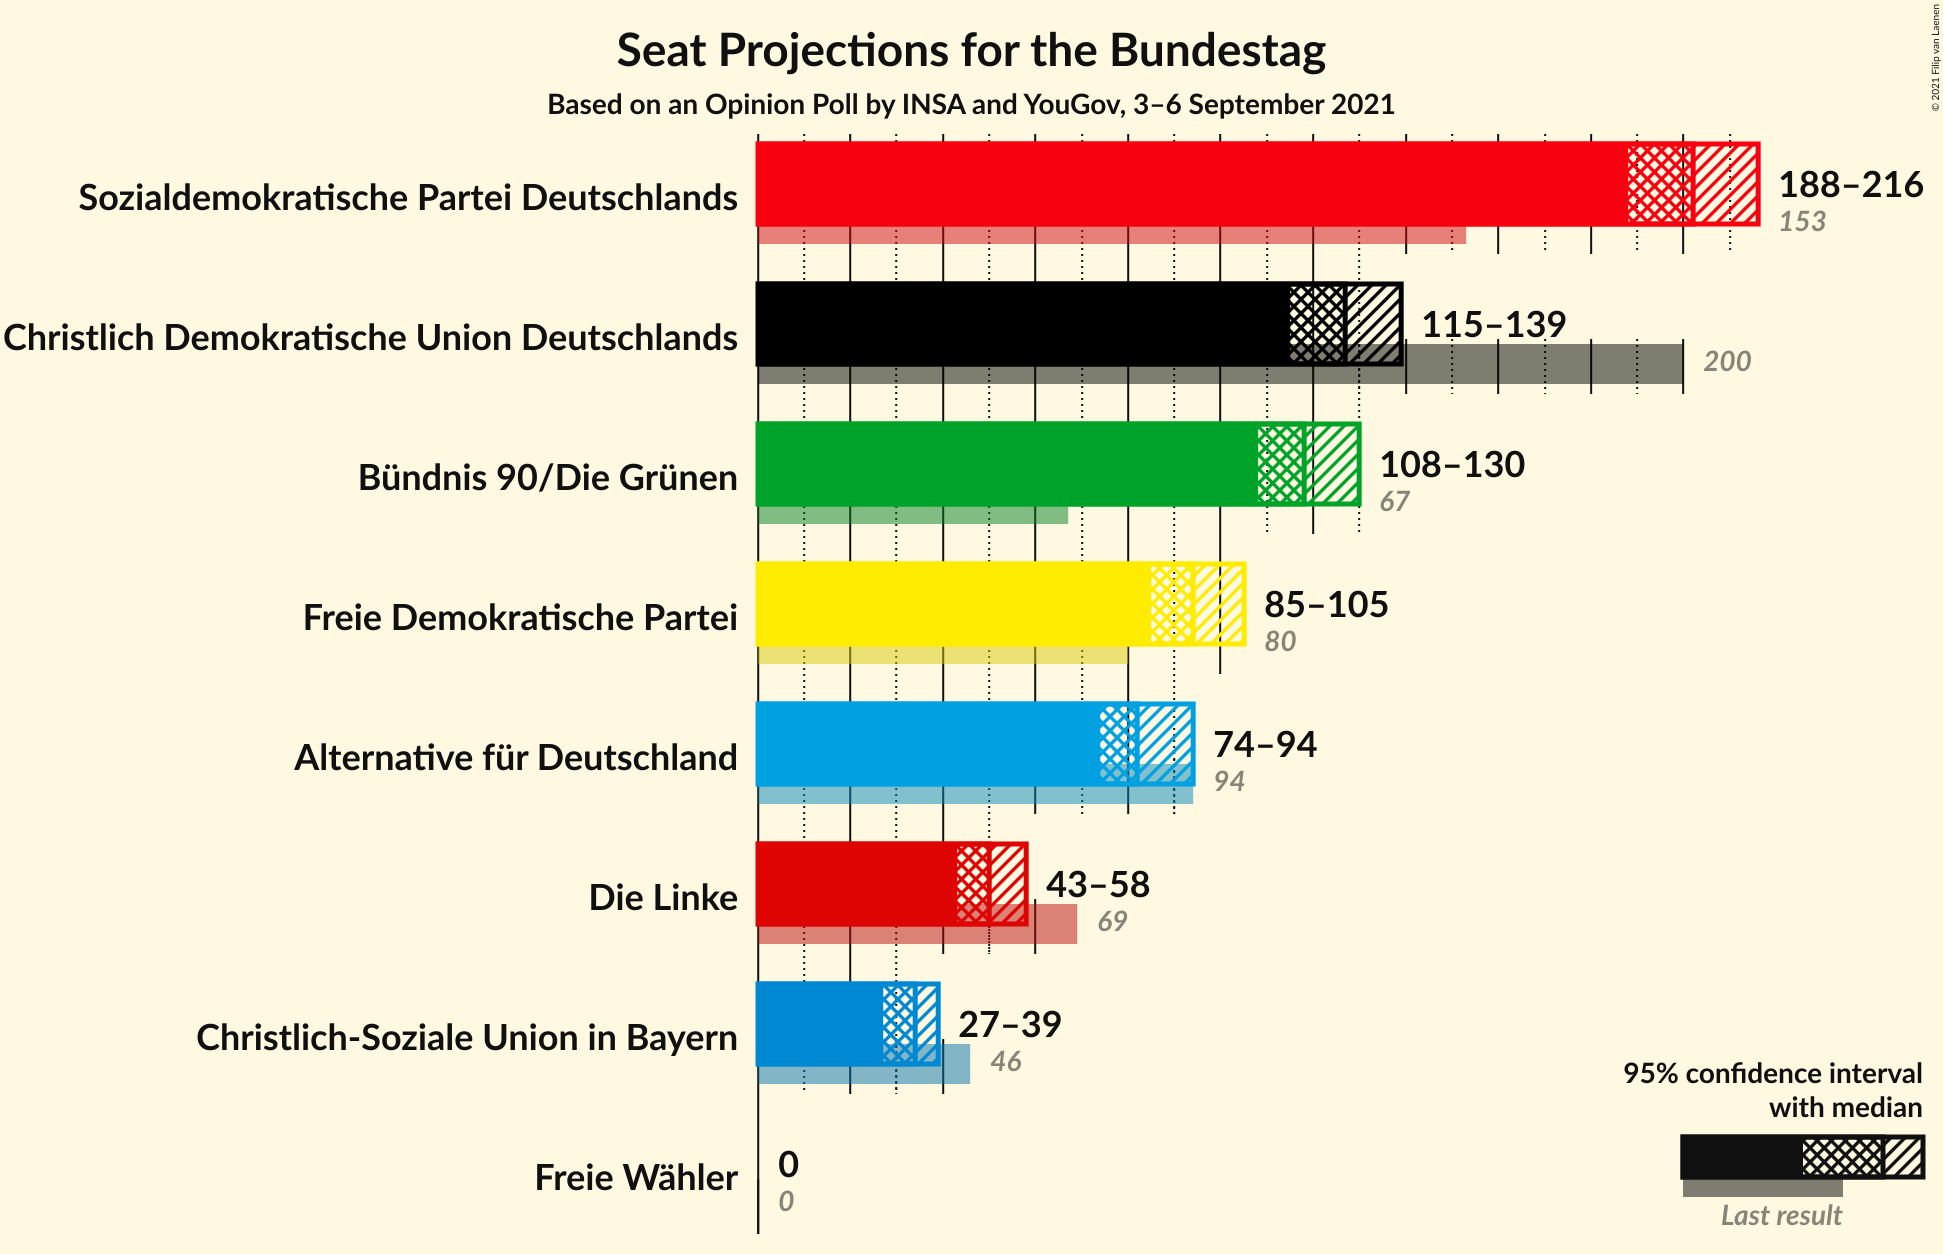 Seat Projections for the Bundestag
Based on an Opinion Poll by INSA and YouGov, 3–6 September 2021
© 2021 Filip van Laenen
Sozialdemokratische Partei Deutschlands
188–216
153
Christlich Demokratische Union Deutschlands
115–139
200
Bündnis 90/Die Grünen
108–130
67
Freie Demokratische Partei
85–105
80
Alternative für Deutschland
74–94
94
Die Linke
43–58
69
Christlich-Soziale Union in Bayern
27–39
46
Freie Wähler
0
0
95% confidence interval
with median
Last result